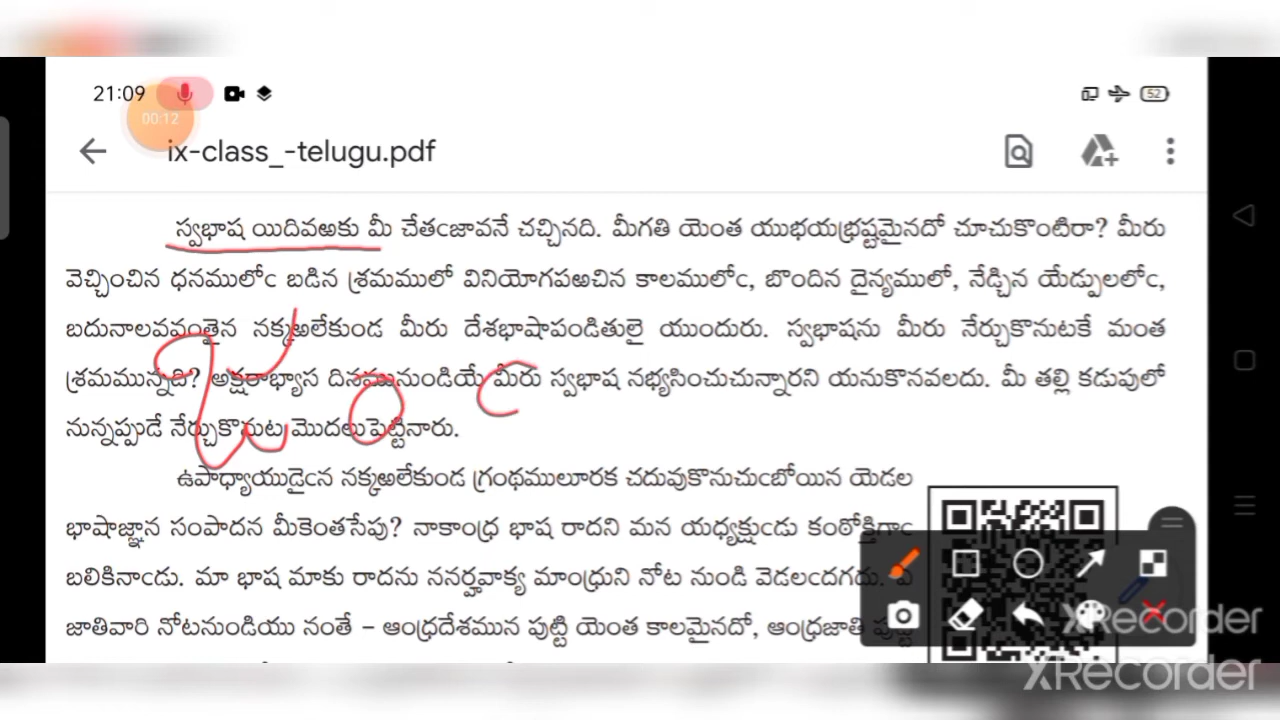 21:09
52
00:12
ix-class_-telugu.pdf
స్వభాష యిదివఱకు మీ చేతఁజావనే చచ్చినది. మీగతి యెంత యుభయభ్రష్టమైనదో చూచుకొంటిరా? మీరు
వెచ్చించిన ధనములోఁ బడిన శ్రమములో వినియోగపఱచిన కాలములోఁ, బొందిన దైన్యములో, నేడ్చిన యేడ్పులలోఁ,
బదునాలవవంతైన నక్కఱలేకుండ మీరు దేశభాషాపండితులై యుందురు. స్వభాషను మీరు నేర్చుకొనుటకే మంత
శ్రమమున్నది? అక్షరాభ్యాస దినమునుండియే మీరు స్వభాష నభ్యసించుచున్నారని యనుకొనవలదు. మీ తల్లి కడుపులో
నున్నప్పుడే నేర్చుకొనుట మొదలుపెట్టినారు.
ఉపాధ్యాయుడైఁన నక్కఱలేకుండ గ్రంథములూరక చదువుకొనుచుఁబోయిన యెడల
భాషాజ్ఞాన సంపాదన మీకెంతసేపు? నాకాంధ్ర భాష రాదని మన యధ్యక్షుఁడు కంఠోక్తిగాఁ
బలికినాఁడు. మా భాష మాకు రాదను ననర్హవాక్య మాంధ్రుని నోట నుండి వెడలఁదగదు.
జాతివారి నోటనుండియు నంతే – ఆంధ్రదేశమున పుట్టి యెంత కాలమైనదో, ఆంధ్రజాతి పుట్టి
XRecorder
XRecorder